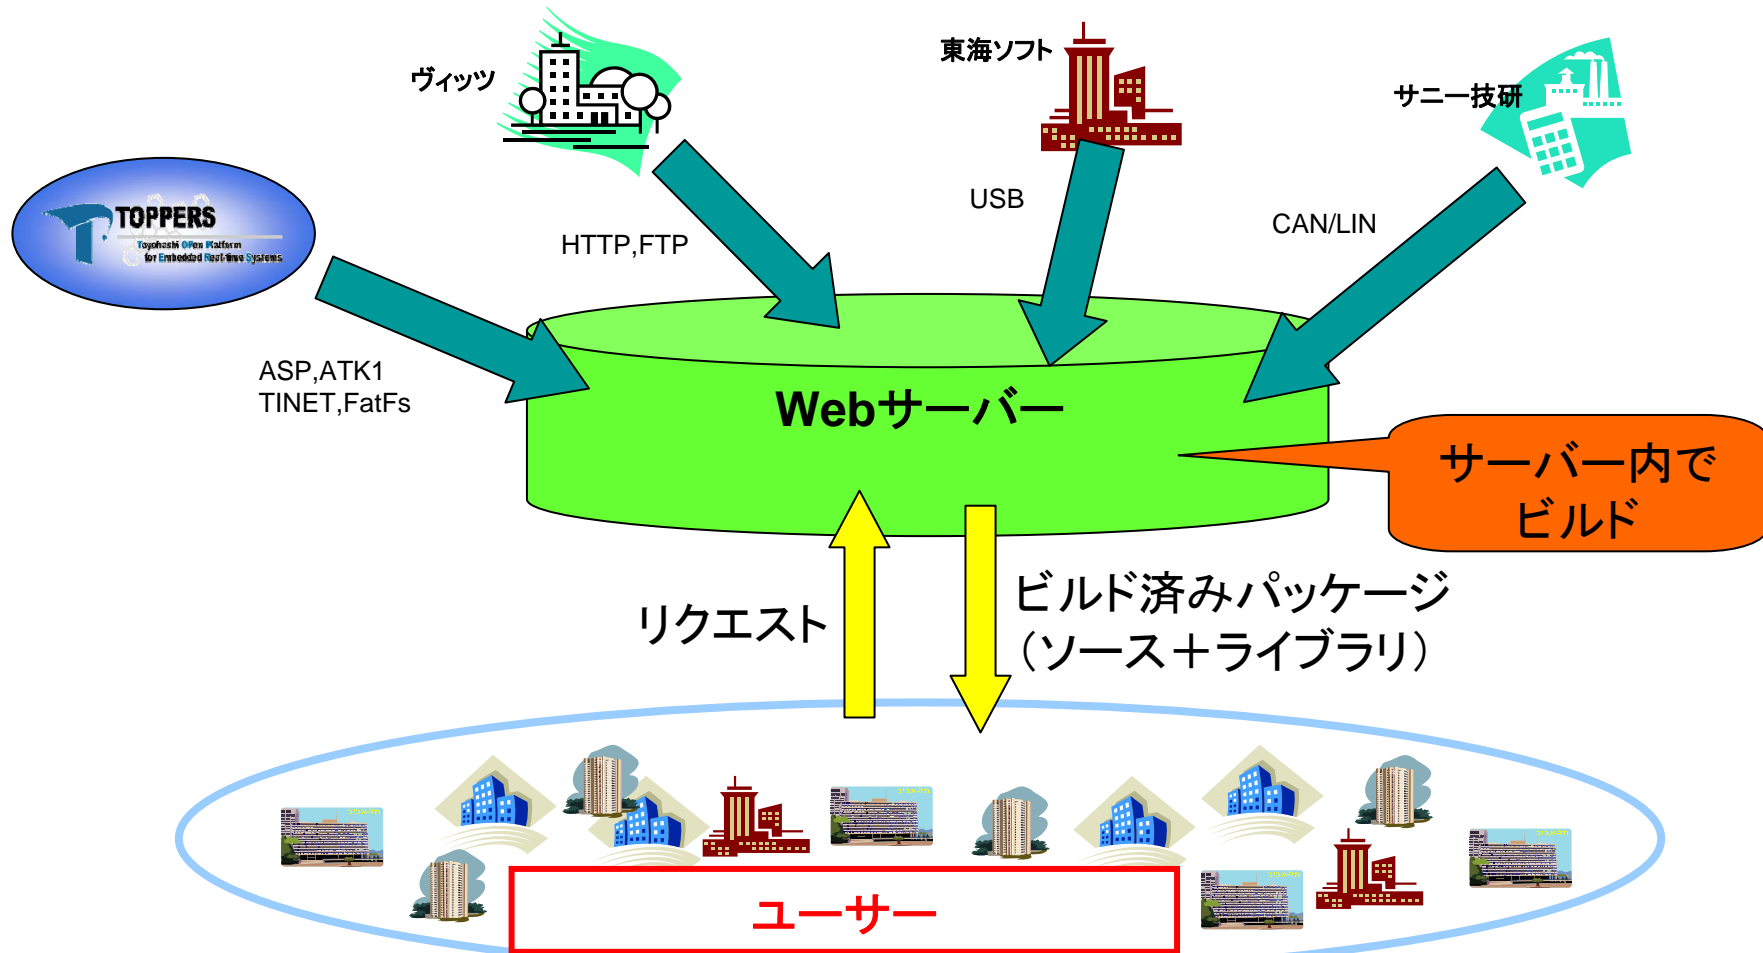 ヴィッツ
東海ソフト
サニー技研
TOPPERS
Toyohashi OPen Platform
for Embedded Real-time Systems
USB
CAN/LIN
HTTP,FTP
ASP,ATK1
TINET,FatFs
Webサーバー
サーバー内で
ビルド
リクエスト
ビルド済みパッケージ
（ソース＋ライブラリ）
ユーザー